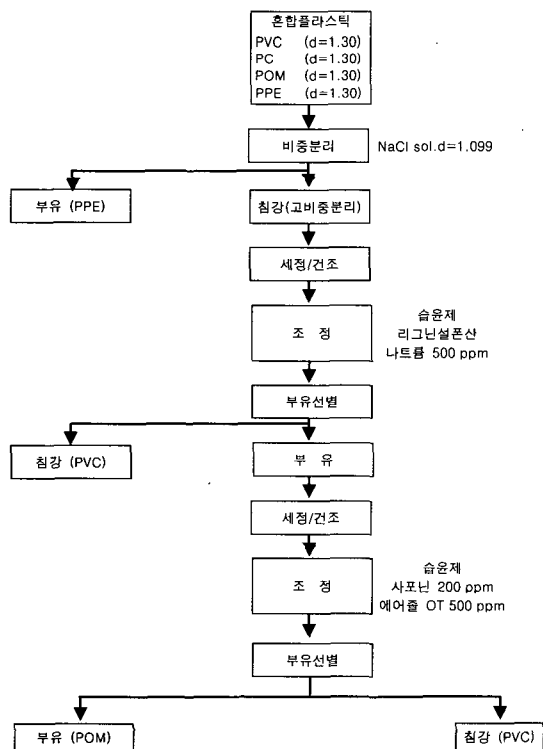 혼합플라스틱
PVC (d=1.30)
PC (d=1.30)
POM (d=1.30)
PPE (d=1.30)
비중분리
NaCl sol.d=1.099
부유 (PPE)
침강(고비중분리)
세정/건조
조 정
습윤제
리그닌설폰산
나트륨 500 ppm
부유선별
침강 (PVC)
부 유
세정/건조
조 정
습윤제
사포닌 200 ppm
에어졸 OT 500 ppm
부유선별
부유 (POM)
침강 (PVC)